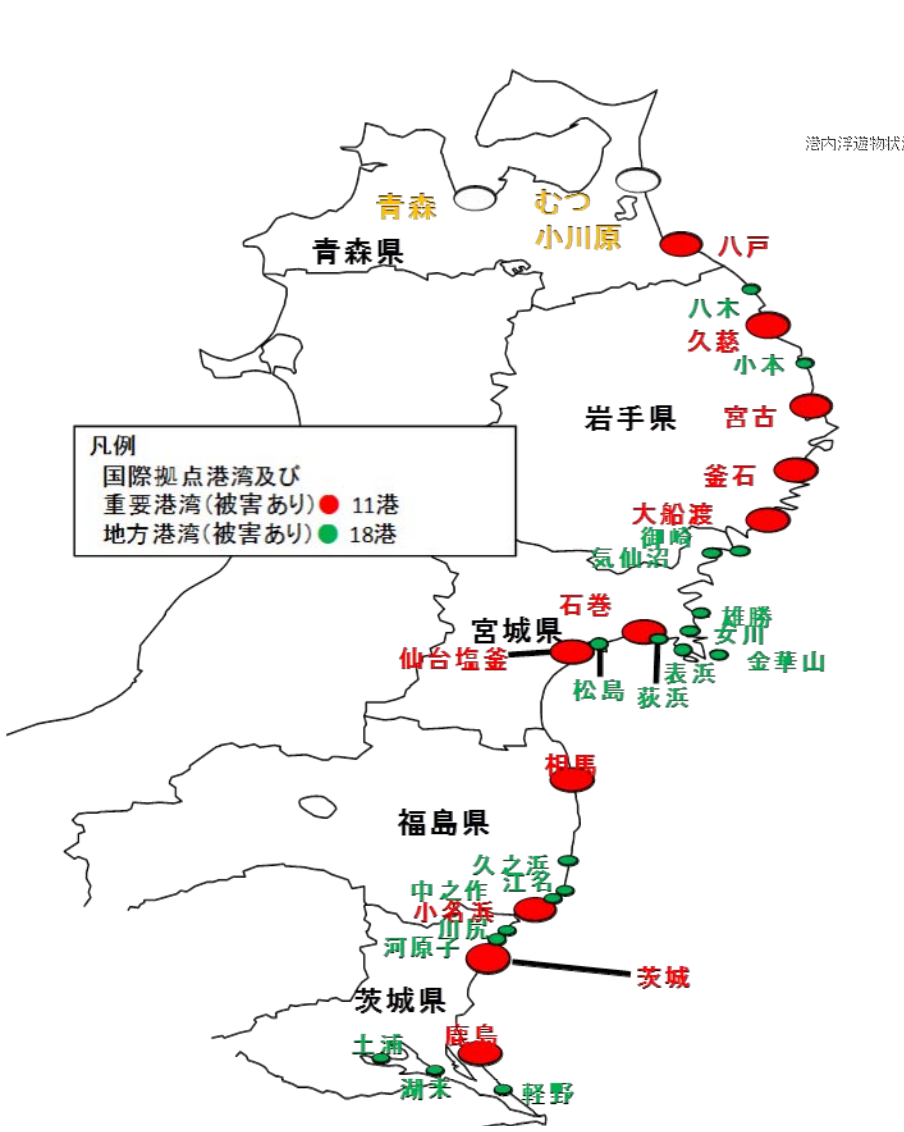 港内浮遊物状
青森
むつ
小川原
青森県
八戸
八木
久慈
小本
岩手県
宮古
凡例
国際拠点港湾及び
重要港湾(被害あり)● 11港
地方港湾(被害あり)● 18港
釜石
大船渡
御崎
気仙沼
石巻
雄勝
宮城県
女川
仙台塩釜
金華山
表浜
松島
荻浜
相馬
福島県
久之浜
江名
中之作
小名浜
川尻
河原子
茨城
茨城県
鹿島
土浦
潮来
軽野